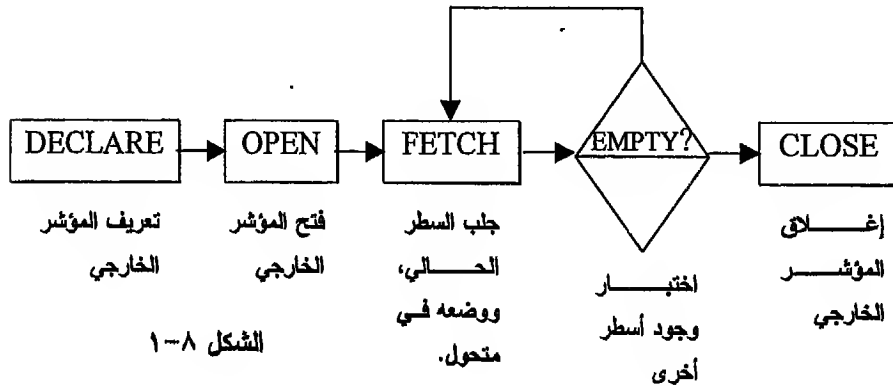 DECLARE
OPEN
FETCH
EMPTY?
CLOSE
تعريف المؤشر
الخارجي
فتح المؤشر
الخارجي
جلب السطر
الحالي،
ووضعه في
متحول.
اختبار
وجود أسطر
أخرى
إغلاق
المؤشر
الخارجي
الشكل ٨-١